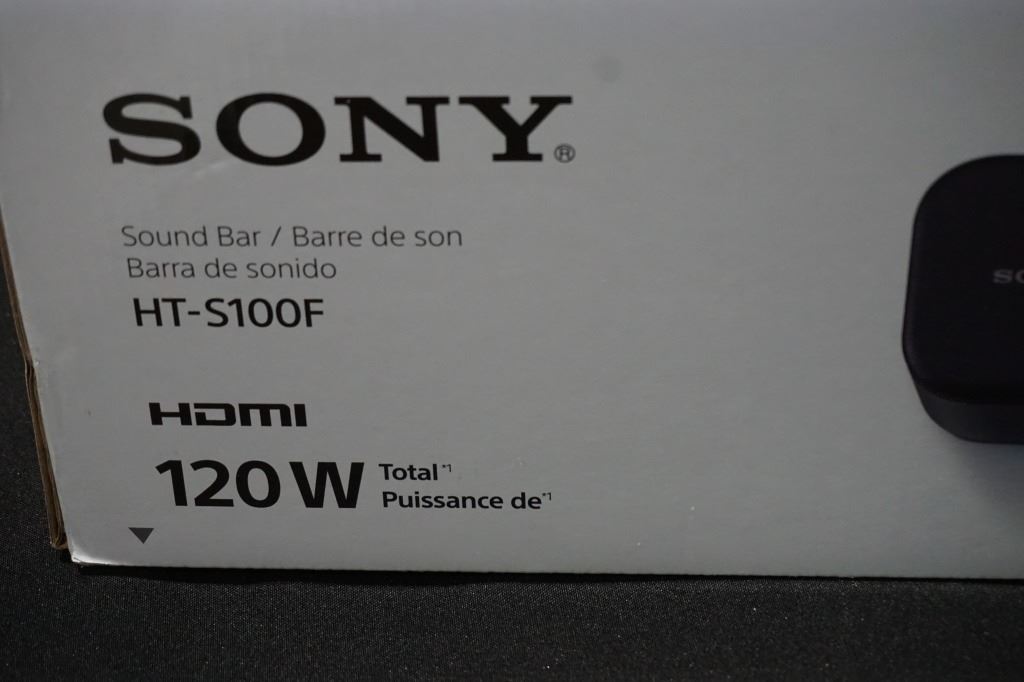 SONY®
Sound Bar / Barre de son
Barra de sonido
HT-S100F
HDMI
120 W Total*1
Puissance de*1